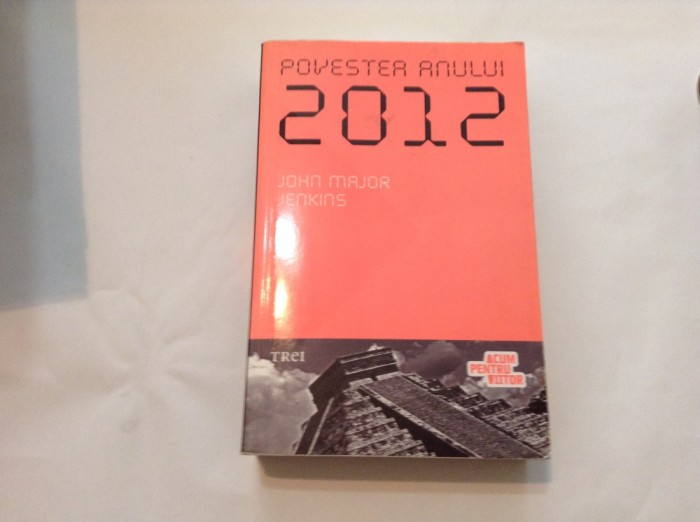 POVESTEA ANULUI
2012
JOHN MAJOR
JENKINS
TREI
ACUM
PENTRU
VIITOR